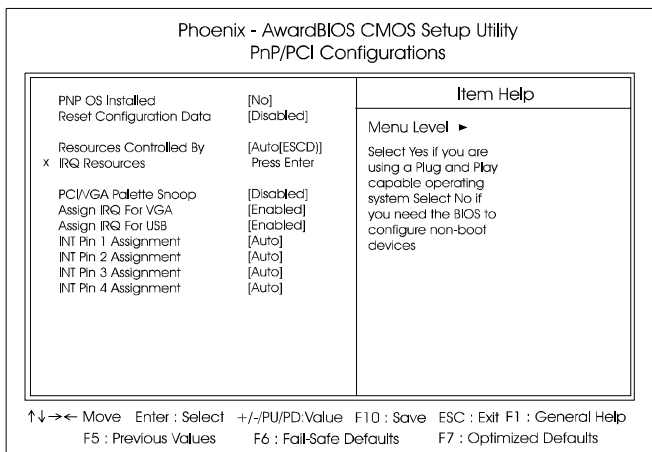 Phoenix - AwardBIOS CMOS Setup Utility
PnP/PCI Configurations
PNP OS Installed [No]
Reset Configuration Data [Disabled]
Resources Controlled By [Auto[ESCD)]
x IRQ Resources Press Enter
PCI/VGA Palette Snoop [Disabled]
Assign IRQ For VGA [Enabled]
Assign IRQ For USB [Enabled]
INT Pin 1 Assignment [Auto]
INT Pin 2 Assignment [Auto]
INT Pin 3 Assignment [Auto]
INT Pin 4 Assignment [Auto]
Item Help
Menu Level ►
Select Yes if you are
using a Plug and Play
capable operating
system Select No if
you need the BIOS to
configure non-boot
devices
↑↓→← Move Enter : Select +/-/PU/PD:Value F10 : Save ESC : Exit F1 : General Help
F5 : Previous Values F6 : Fail-Safe Defaults F7 : Optimized Defaults